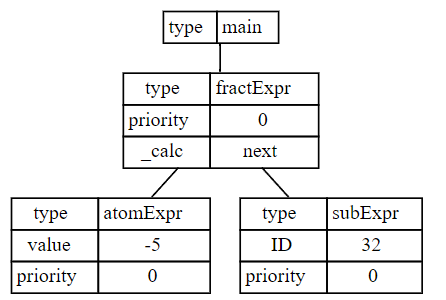 type main
type fractExpr
priority 0
_calc next
type atomExpr
value -5
priority 0
type subExpr
ID 32
priority 0